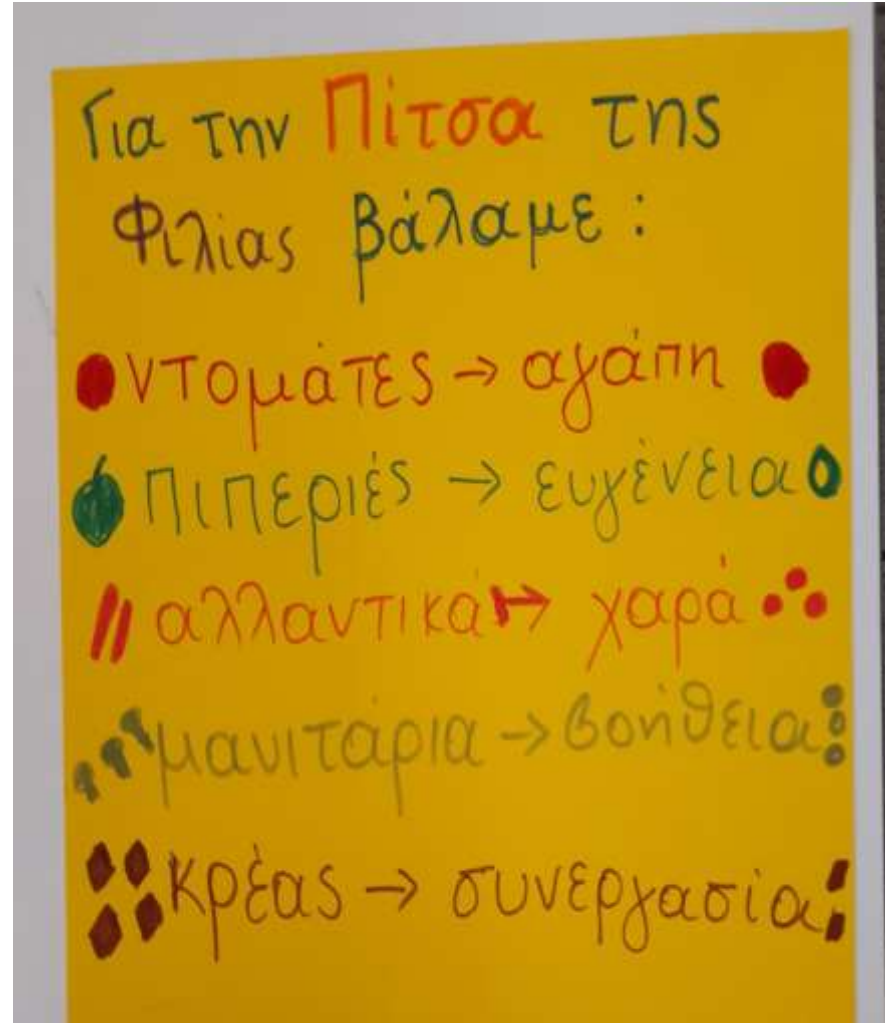 Για την Πίτσα της
Φιλίας βάλαμε:
ντομάτες → αγάπη
Πιπεριές → ευγένεια
αλλαντικά → χαρά
μανιτάρια → βοήθεια
κρέας → συνεργασία